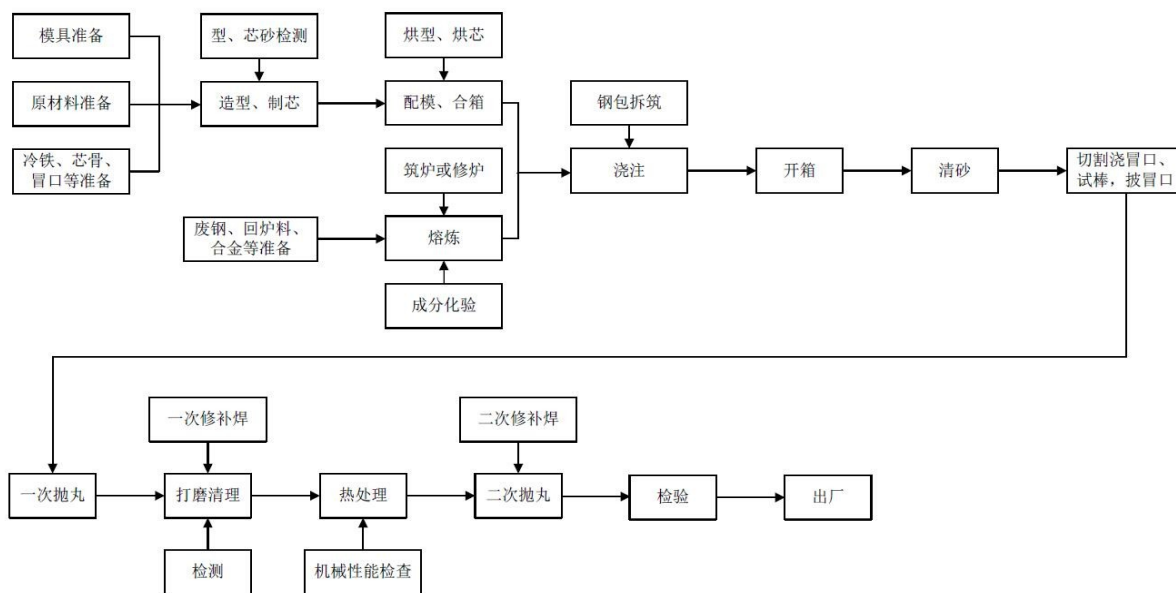 模具准备
型、芯砂检测
烘型、烘芯
原材料准备
造型、制芯
配模、合箱
钢包拆筑
冷铁、芯骨、
冒口等准备
筑炉或修炉
浇注
开箱
清砂
切割浇冒口、
试棒，披冒口
废钢、回炉料、
合金等准备
熔炼
成分化验
一次修补焊
二次修补焊
一次抛丸
打磨清理
热处理
二次抛丸
检验
出厂
检测
机械性能检查